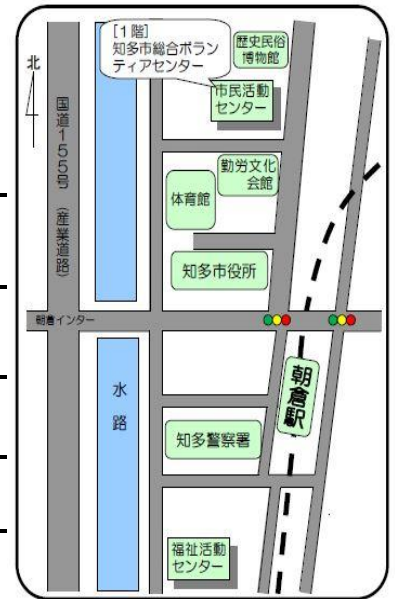 [1階]
知多市総合ボラン
ティアセンター
歴史民俗
博物館
北
市民活動
センター
国道155号(産業道路)
勤労文化
会館
体育館
知多市役所
朝倉インター
朝倉駅
水路
知多警察署
福祉活動
センター